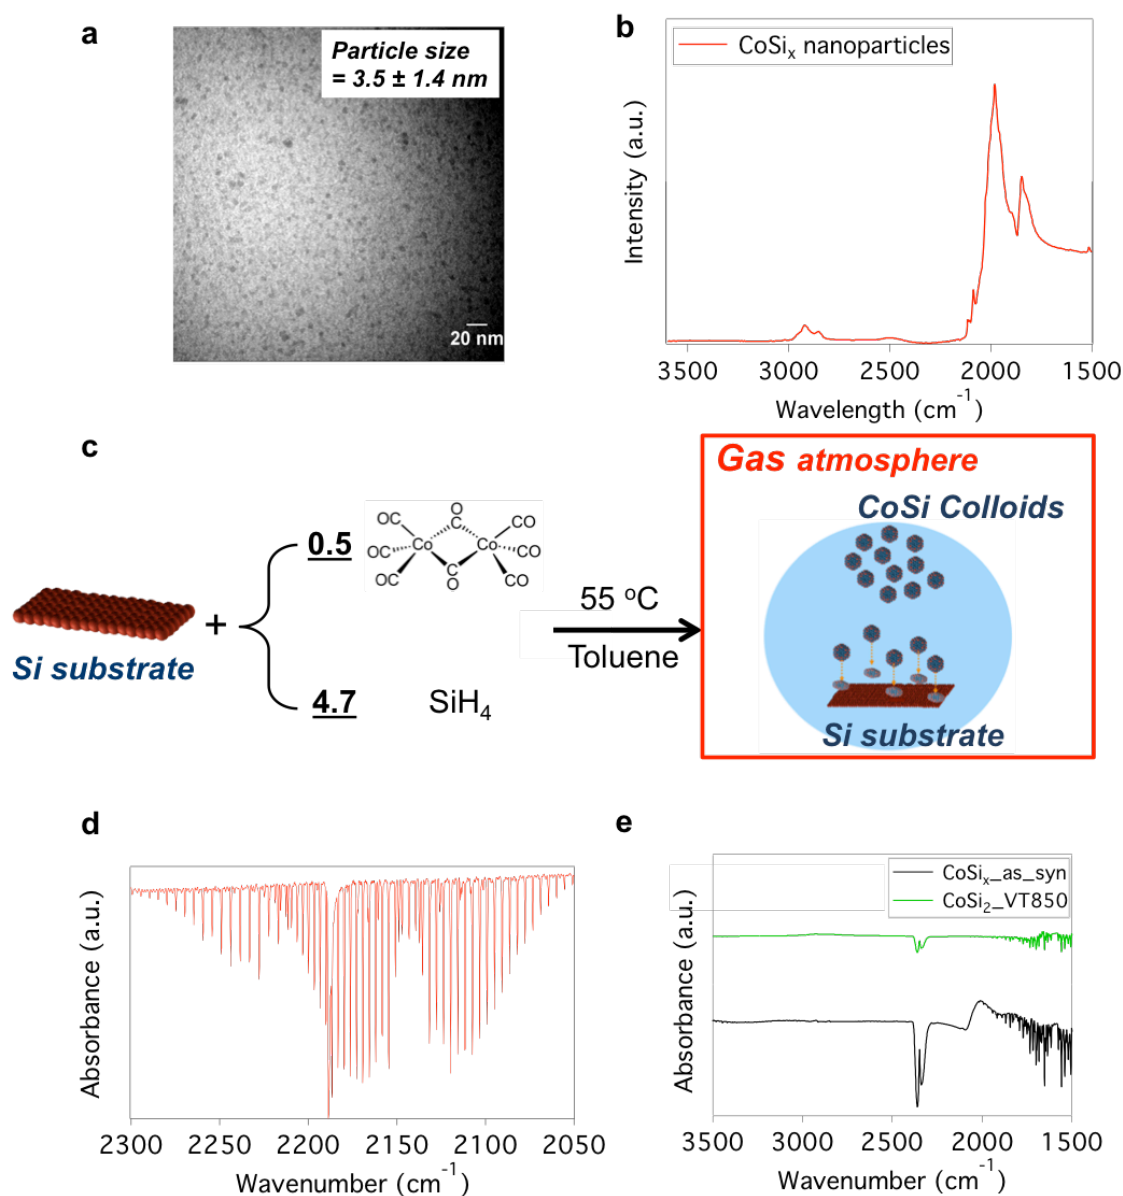 a
Particle size
= 3.5 ± 1.4 nm
20 nm
b
CoSiₓ nanoparticles
Intensity (a.u.)
3500 3000 2500 2000 1500
Wavelength (cm⁻¹)
c
Si substrate
+
0.5
OC
OC
OC
O
Co
Co
C
O
CO
CO
CO
4.7
SiH₄
55 °C
Toluene
Gas atmosphere
CoSi Colloids
Si substrate
d
Absorbance (a.u.)
2300 2250 2200 2150 2100 2050
Wavenumber (cm⁻¹)
e
CoSiₓ_as_syn
CoSi₂_VT850
Absorbance (a.u.)
3500 3000 2500 2000 1500
Wavenumber (cm⁻¹)